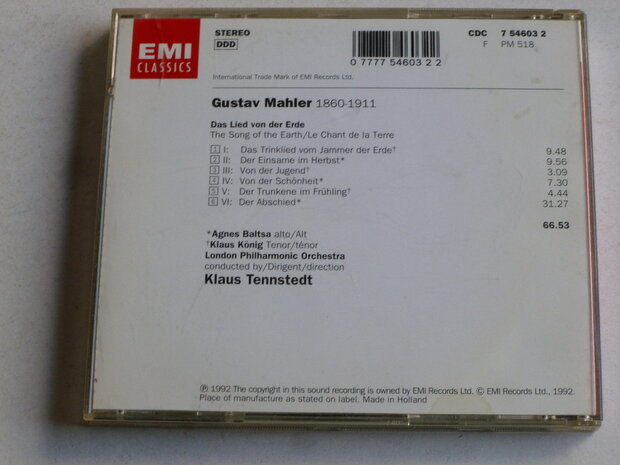 EMI
CLASSICS
STEREO
DDD
0 7777 54603 2 2
CDC 7 54603 2
F PM 518
International Trade Mark of EMI Records Ltd.
Gustav Mahler 1860-1911
Das Lied von der Erde
The Song of the Earth/Le Chant de la Terre
1 I: Das Trinklied vom Jammer der Erde† 9.48
2 II: Der Einsame im Herbst* 9.56
3 III: Von der Jugend† 3.09
4 IV: Von der Schönheit* 7.30
5 V: Der Trunkene im Frühling† 4.44
6 VI: Der Abschied* 31.27
66.53
*Agnes Baltsa alto/Alt
†Klaus König Tenor/ténor
London Philharmonic Orchestra
conducted by/Dirigent/direction
Klaus Tennstedt
℗ 1992 The copyright in this sound recording is owned by EMI Records Ltd. © EMI Records Ltd., 1992.
Place of manufacture as stated on label. Made in Holland